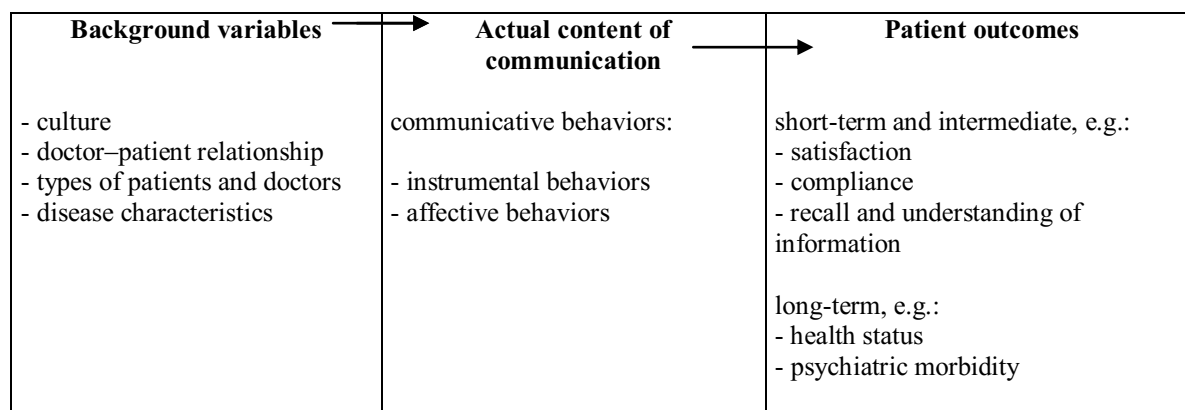 Background variables
- culture
- doctor–patient relationship
- types of patients and doctors
- disease characteristics
Actual content of
communication
communicative behaviors:
- instrumental behaviors
- affective behaviors
Patient outcomes
short-term and intermediate, e.g.:
- satisfaction
- compliance
- recall and understanding of
information
long-term, e.g.:
- health status
- psychiatric morbidity